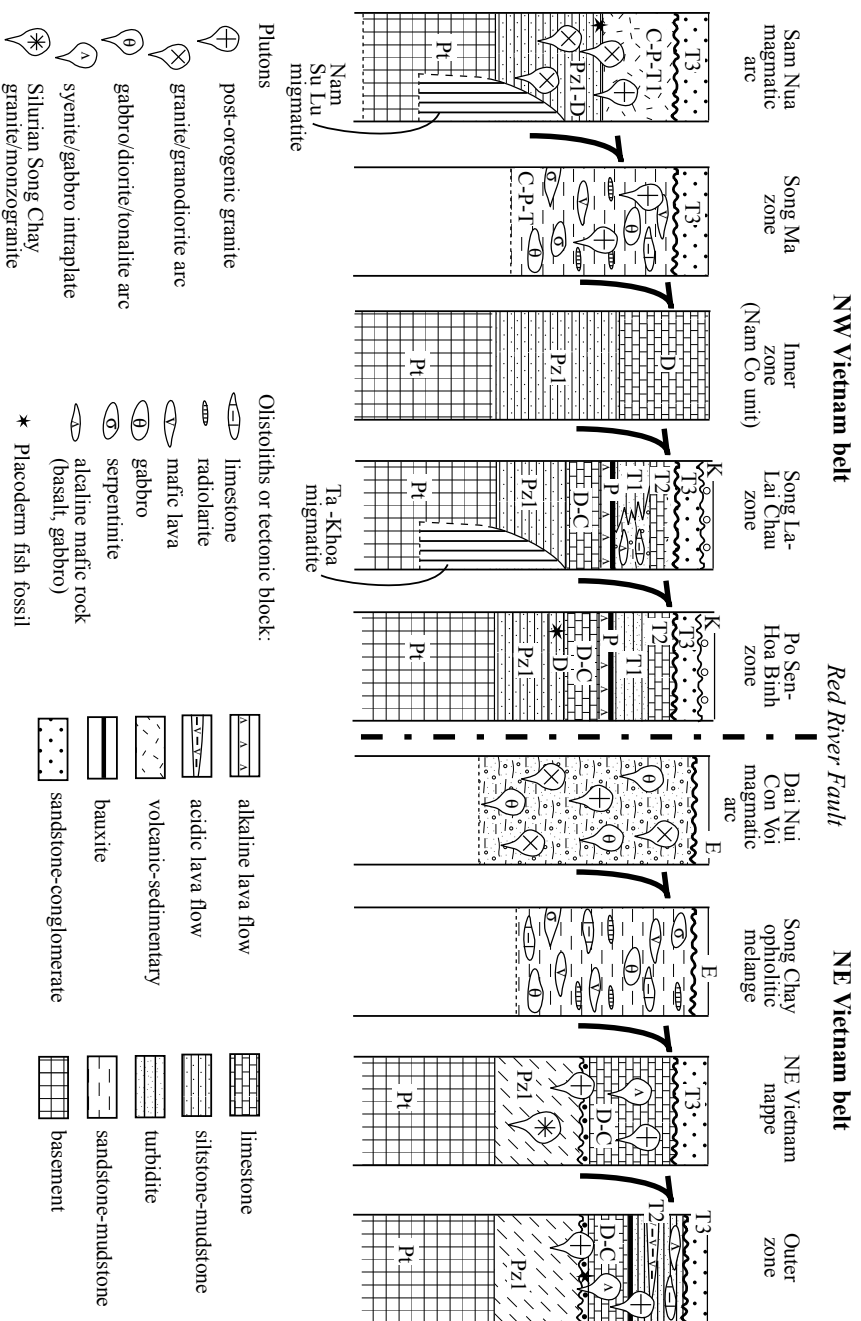 NW Vietnam belt
Red River Fault
NE Vietnam belt
Sam Nua
magmatic
arc
Song Ma
zone
Inner
zone
(Nam Co unit)
Song La-
Lai Chau
zone
Po Sen-
Hoa Binh
zone
Dai Nui
Con Voi
magmatic
arc
Song Chay
ophiolitic
melange
NE Vietnam
nappe
Outer
zone
T3
C-P-T1
Pz1-D
Pt
Nam
Su Lu
migmatite
T3
C-P-T
D
Pz1
Pt
K
T3
T2
T1
P
D-C
Pz1
Pt
Ta -Khoa
migmatite
K
T3
T2
T1
P
D-C
D
Pz1
Pt
E
E
T3
D-C
Pz1
Pt
T3
T2
D-C
Pz1
Pt
Plutons
post-orogenic granite
granite/granodiorite arc
gabbro/diorite/tonalite arc
syenite/gabbro intraplate
Silurian Song Chay
granite/monzogranite
Olistoliths or tectonic block:
limestone
radiolarite
mafic lava
gabbro
serpentinite
alcaline mafic rock
(basalt, gabbro)
Placoderm fish fossil
alkaline lava flow
acidic lava flow
volcanic-sedimentary
bauxite
sandstone-conglomerate
limestone
siltstone-mudstone
turbidite
sandstone-mudstone
basement